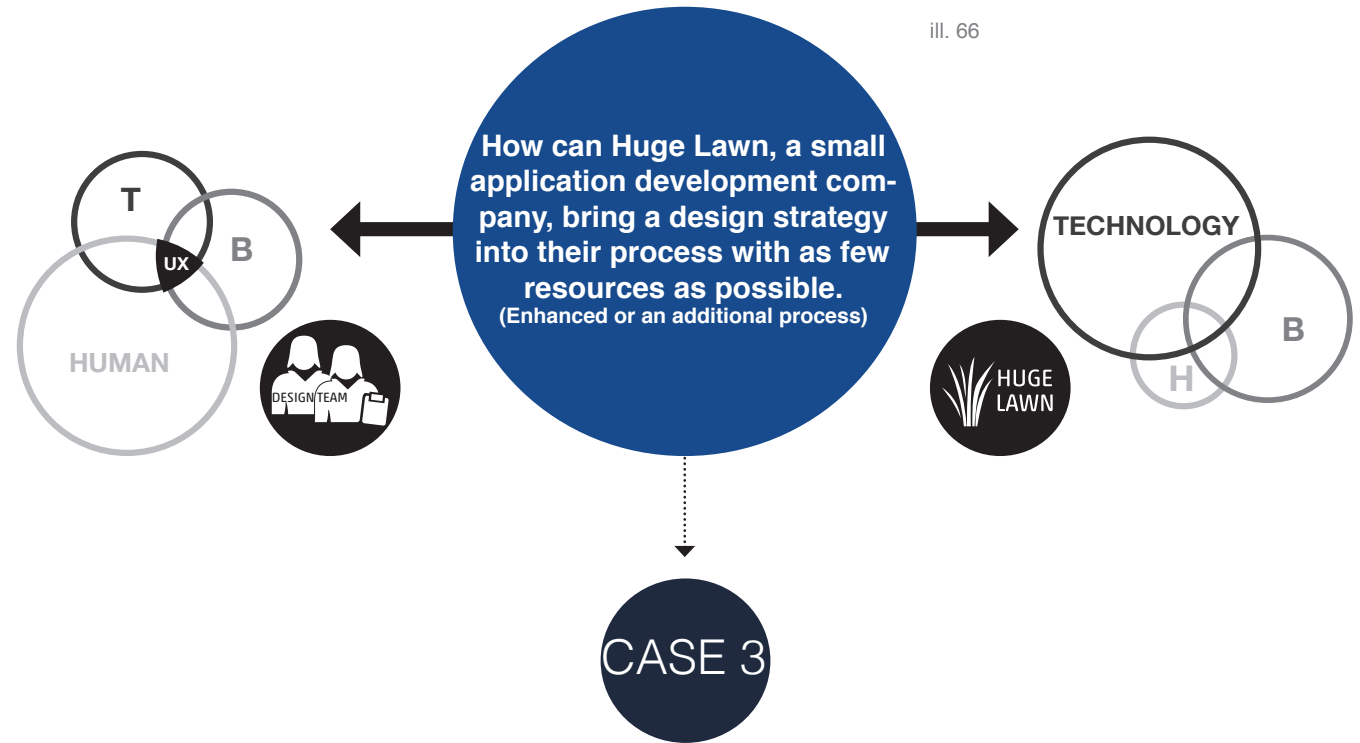 ill. 66
How can Huge Lawn, a small
application development com-
pany, bring a design strategy
into their process with as few
resources as possible.
(Enhanced or an additional process)
T
B
UX
HUMAN
DESIGN TEAM
TECHNOLOGY
B
H
HUGE
LAWN
CASE 3